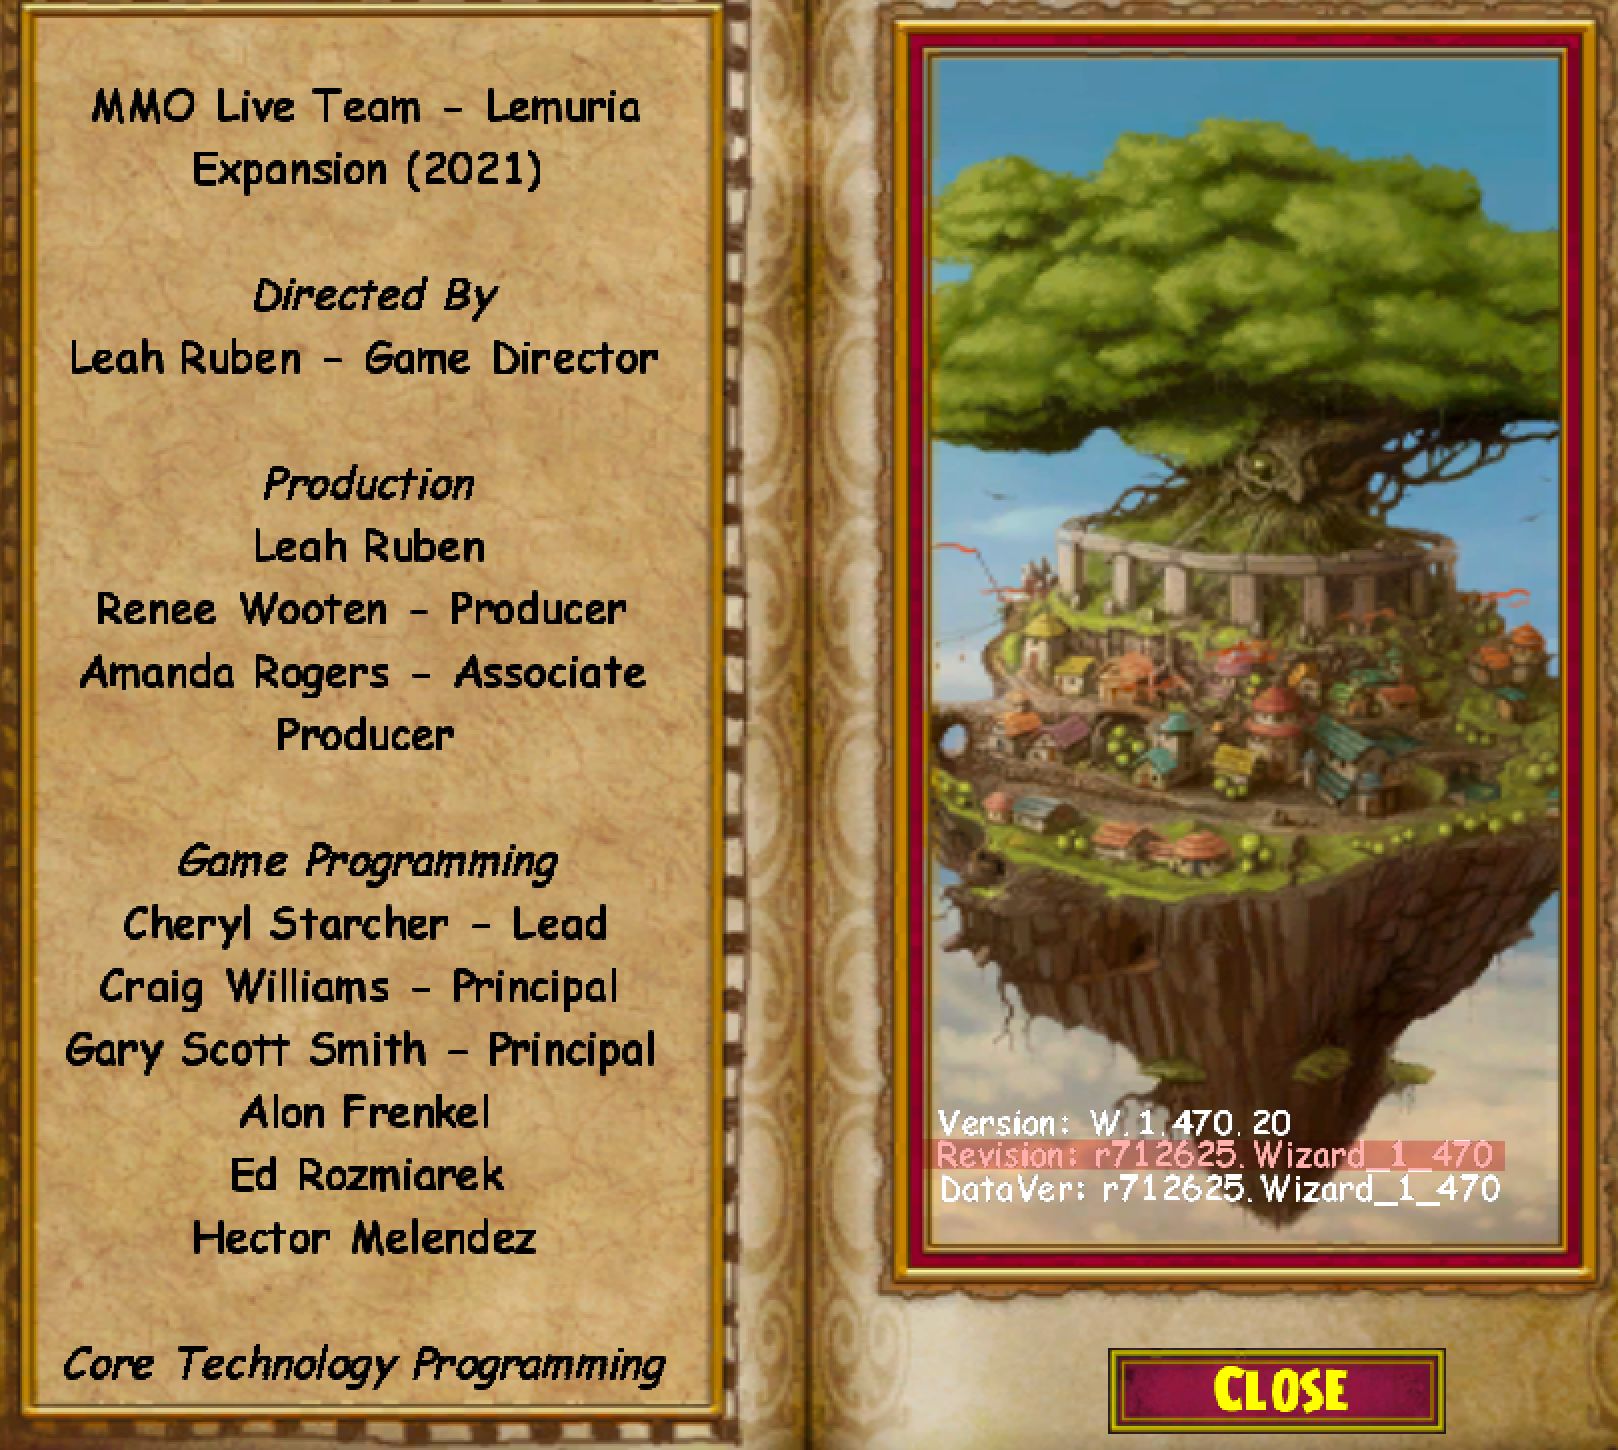 MMO Live Team - Lemuria
Expansion (2021)
Directed By
Leah Ruben - Game Director
Production
Leah Ruben
Renee Wooten - Producer
Amanda Rogers - Associate
Producer
Game Programming
Cheryl Starcher - Lead
Craig Williams - Principal
Gary Scott Smith - Principal
Alon Frenkel
Ed Rozmiarek
Hector Melendez
Core Technology Programming
Version: W.1.470.20
Revision: r712625.Wizard_1_470
DataVer: r712625.Wizard_1_470
CLOSE